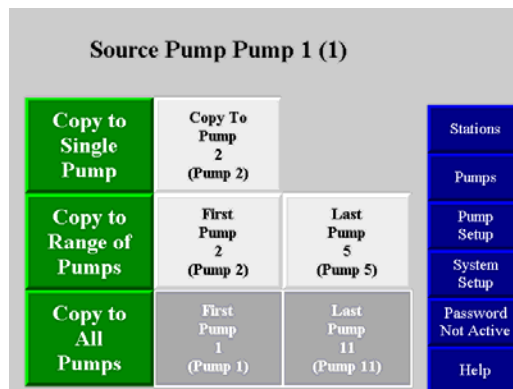 Source Pump Pump 1 (1)
Copy to
Single
Pump
Copy To
Pump
2
(Pump 2)
Copy to
Range of
Pumps
First
Pump
2
(Pump 2)
Last
Pump
5
(Pump 5)
Copy to
All
Pumps
First
Pump
1
(Pump 1)
Last
Pump
11
(Pump 11)
Stations
Pumps
Pump
Setup
System
Setup
Password
Not Active
Help